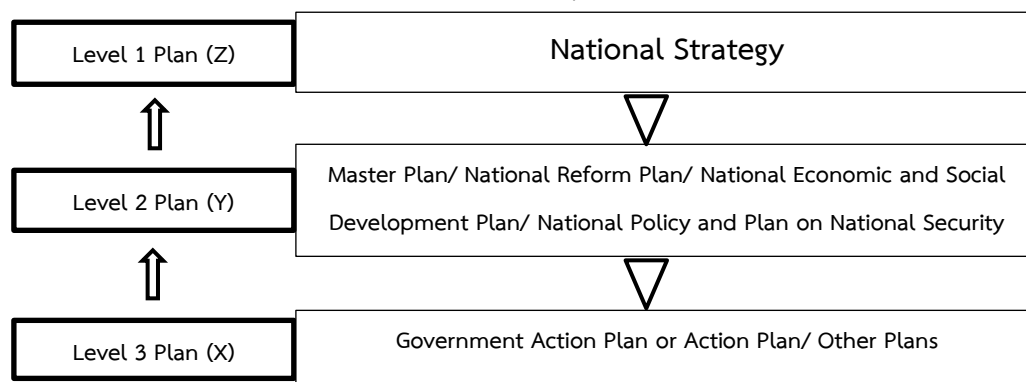 Level 1 Plan (Z)
National Strategy
Level 2 Plan (Y)
Master Plan/ National Reform Plan/ National Economic and Social
Development Plan/ National Policy and Plan on National Security
Level 3 Plan (X)
Government Action Plan or Action Plan/ Other Plans